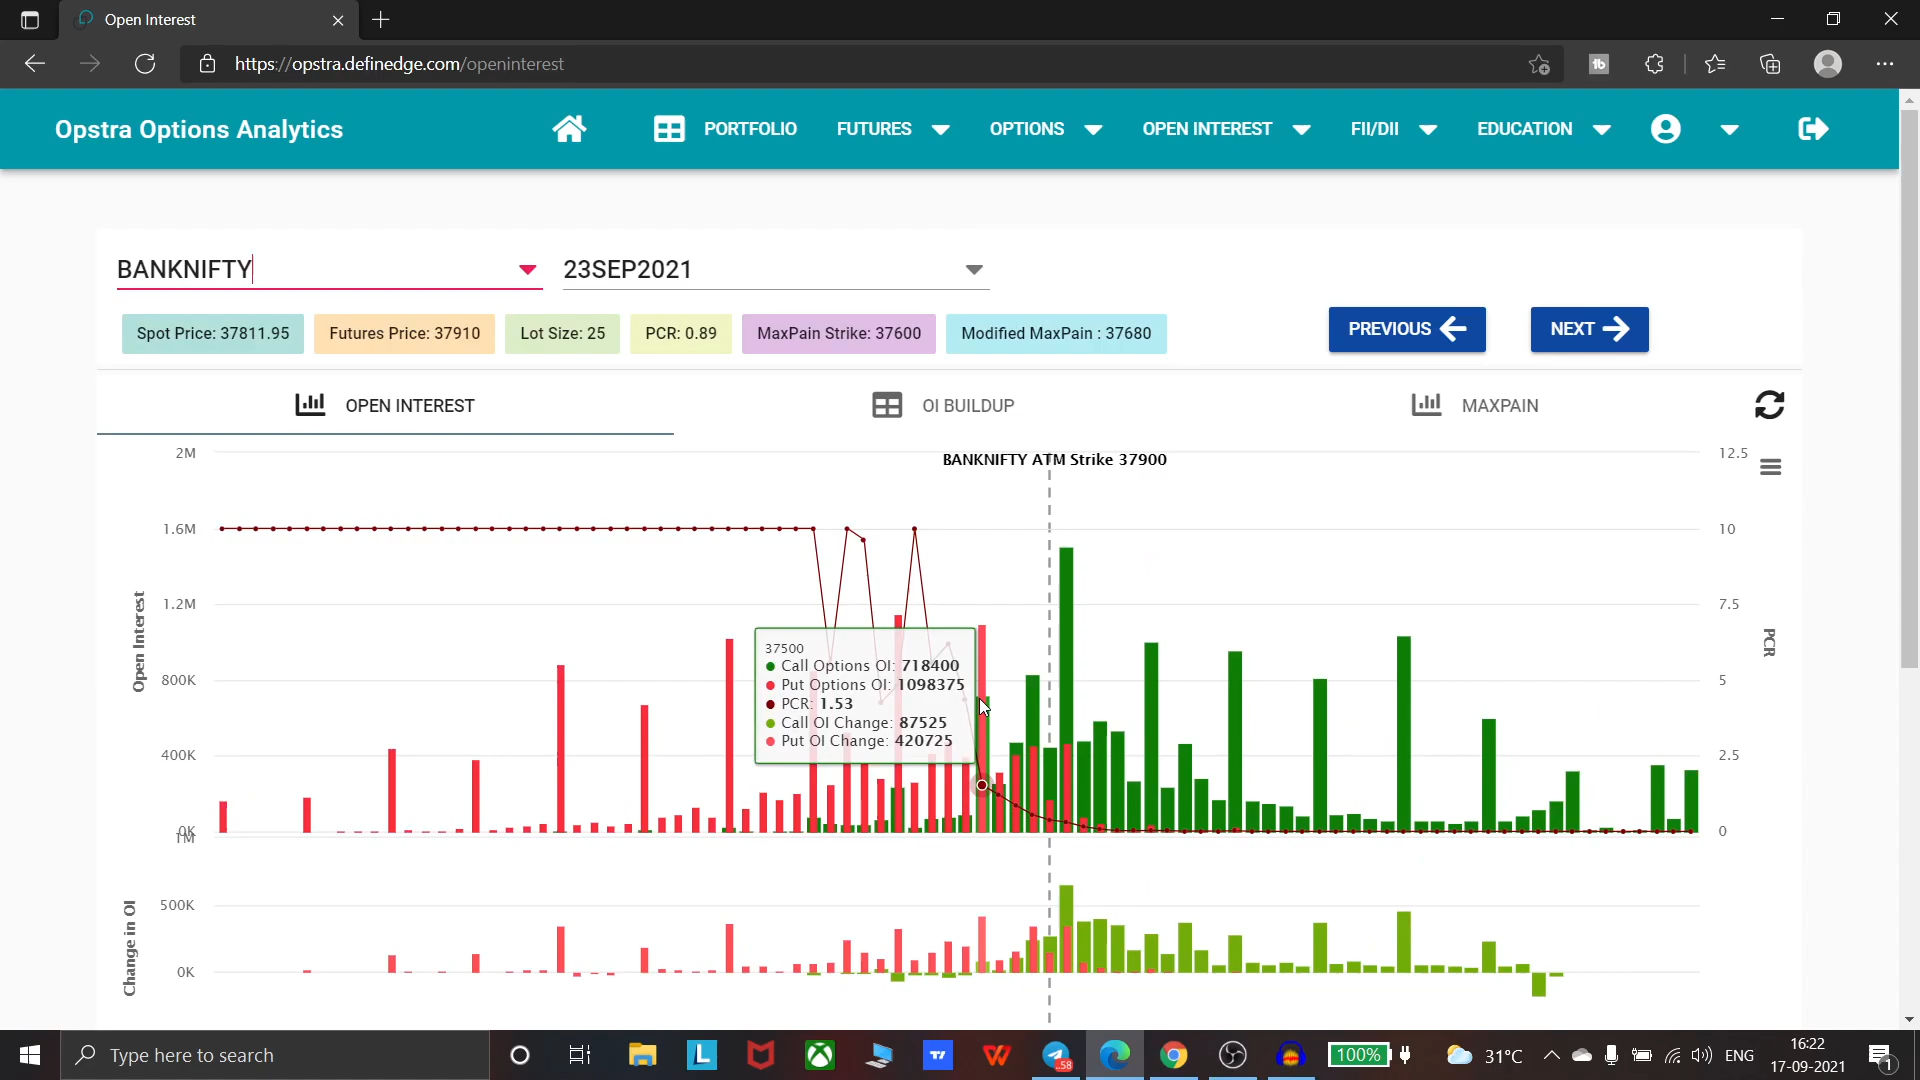 Open Interest
https://opstra.definedge.com/openinterest
Opstra Options Analytics
PORTFOLIO
FUTURES
OPTIONS
OPEN INTEREST
FII/DII
EDUCATION
BANKNIFTY
23SEP2021
Spot Price: 37811.95
Futures Price: 37910
Lot Size: 25
PCR: 0.89
MaxPain Strike: 37600
Modified MaxPain : 37680
PREVIOUS
NEXT
OPEN INTEREST
OI BUILDUP
MAXPAIN
BANKNIFTY ATM Strike 37900
2M
1.6M
1.2M
800K
400K
0K
12.5
10
7.5
5
2.5
0
Open Interest
PCR
37500
Call Options OI: 718400
Put Options OI: 1098375
PCR: 1.53
Call OI Change: 87525
Put OI Change: 420725
1M
500K
0K
Change in OI
Type here to search
100%
31°C
ENG
16:22
17-09-2021
58
1